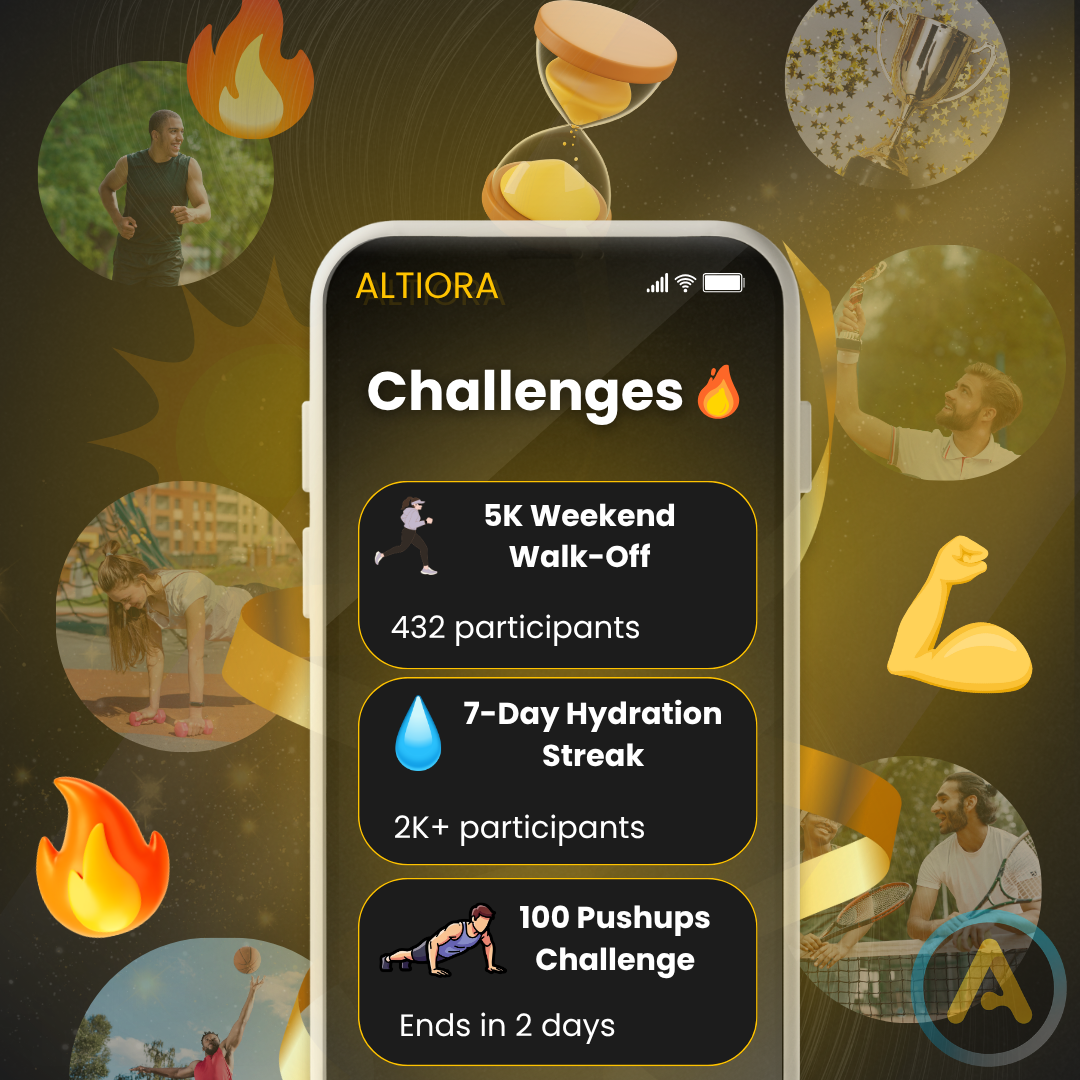 ALTIORA
Challenges
5K Weekend
Walk-Off
432 participants
7-Day Hydration
Streak
2K+ participants
100 Pushups
Challenge
Ends in 2 days
A